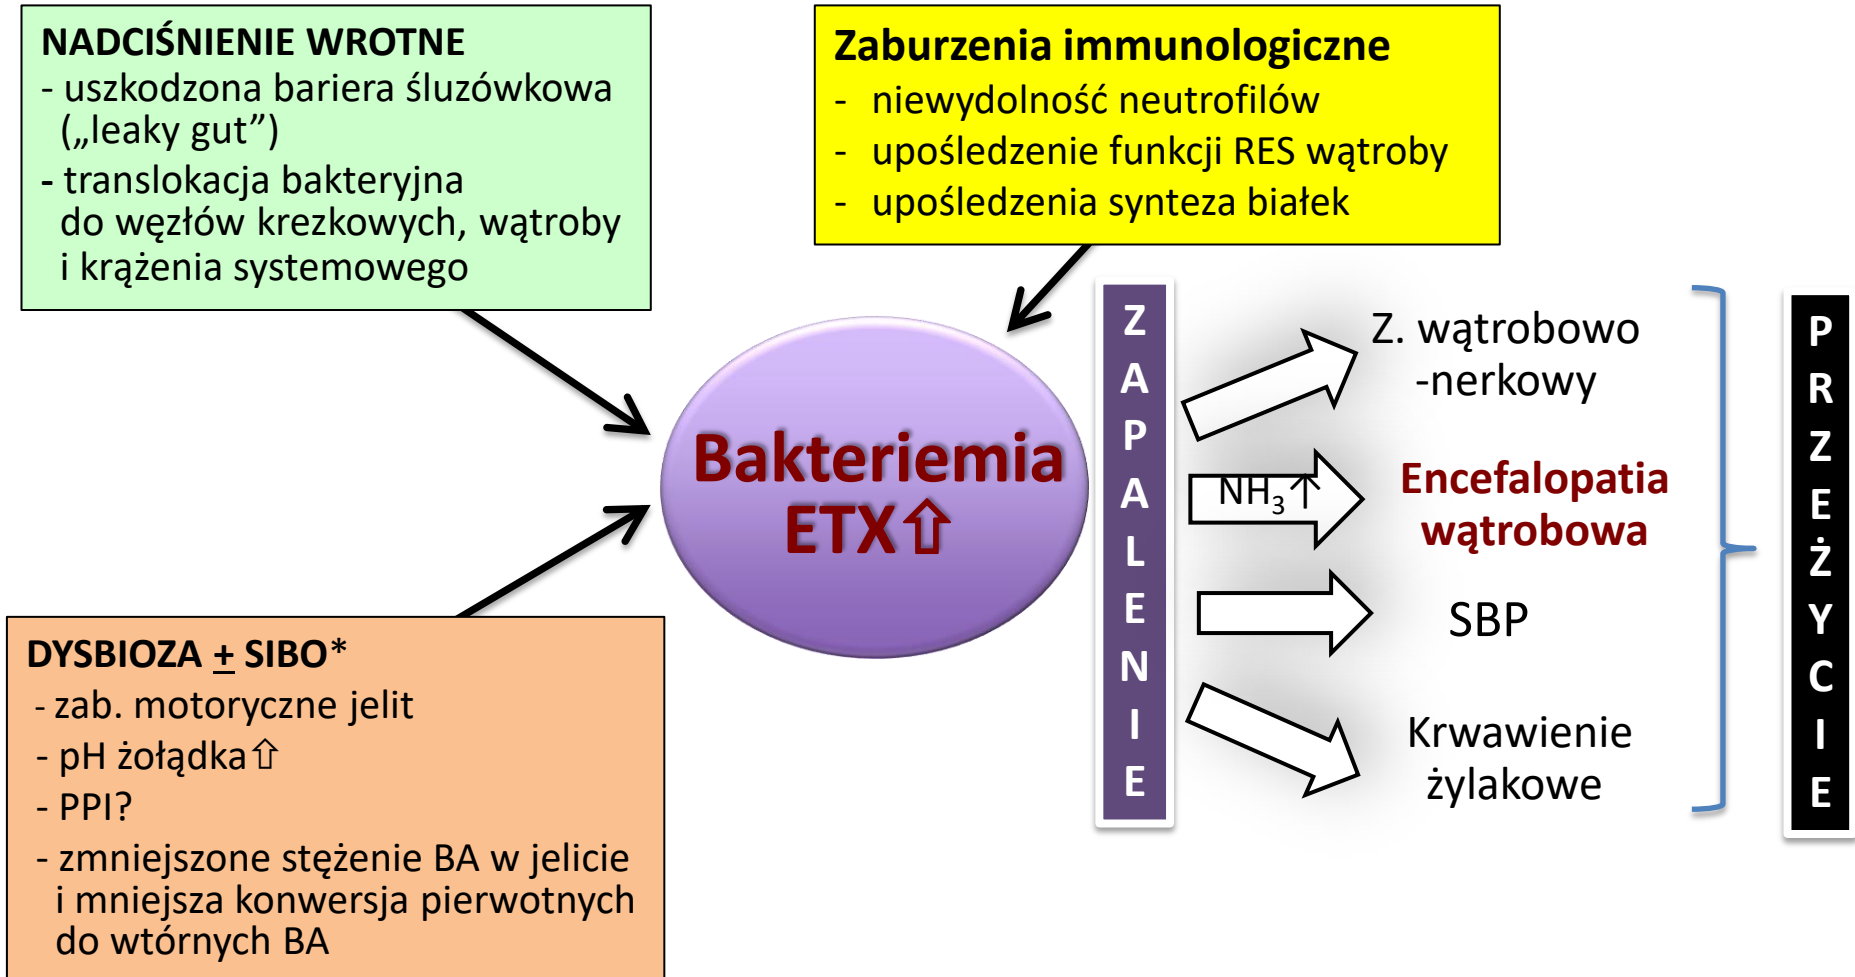 NADCIŚNIENIE WROTNE
- uszkodzona bariera śluzówkowa
(„leaky gut”)
- translokacja bakteryjna
do węzłów krezkowych, wątroby
i krążenia systemowego
Zaburzenia immunologiczne
- niewydolność neutrofilów
- upośledzenie funkcji RES wątroby
- upośledzenia synteza białek
DYSBIOZA + SIBO*
- zab. motoryczne jelit
- pH żołądka⇧
- PPI?
- zmniejszone stężenie BA w jelicie
i mniejsza konwersja pierwotnych
do wtórnych BA
Bakteriemia
ETX⇧
ZAPALENIE
Z. wątrobowo
-nerkowy
NH₃↑
Encefalopatia
wątrobowa
SBP
Krwawienie
żylakowe
PRZEŻYCIE